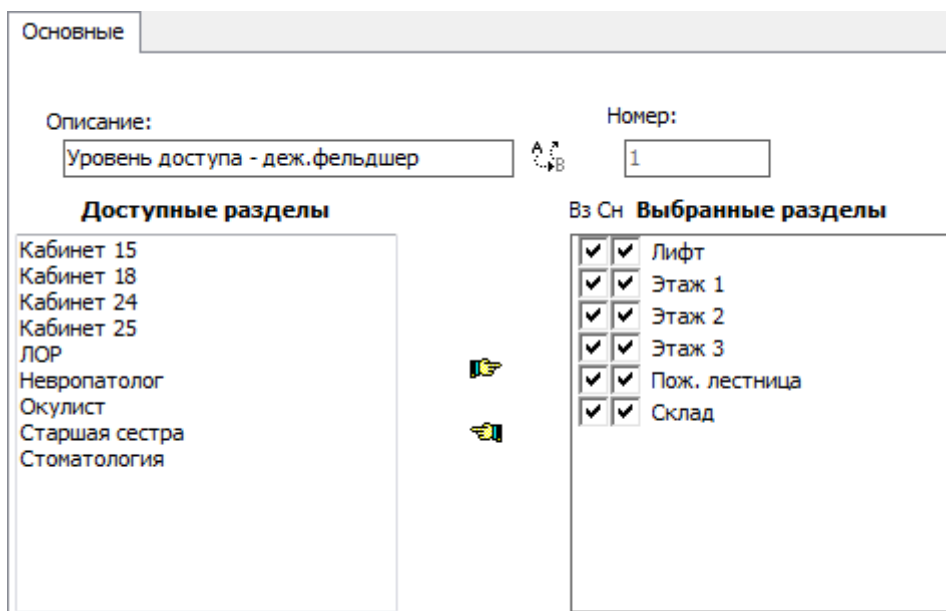 Основные
Описание:
Номер:
Уровень доступа - деж.фельдшер
A
B
1
Доступные разделы
Вз Сн Выбранные разделы
Кабинет 15
Кабинет 18
Кабинет 24
Кабинет 25
ЛОР
Невропатолог
Окулист
Старшая сестра
Стоматология
Лифт
Этаж 1
Этаж 2
Этаж 3
Пож. лестница
Склад